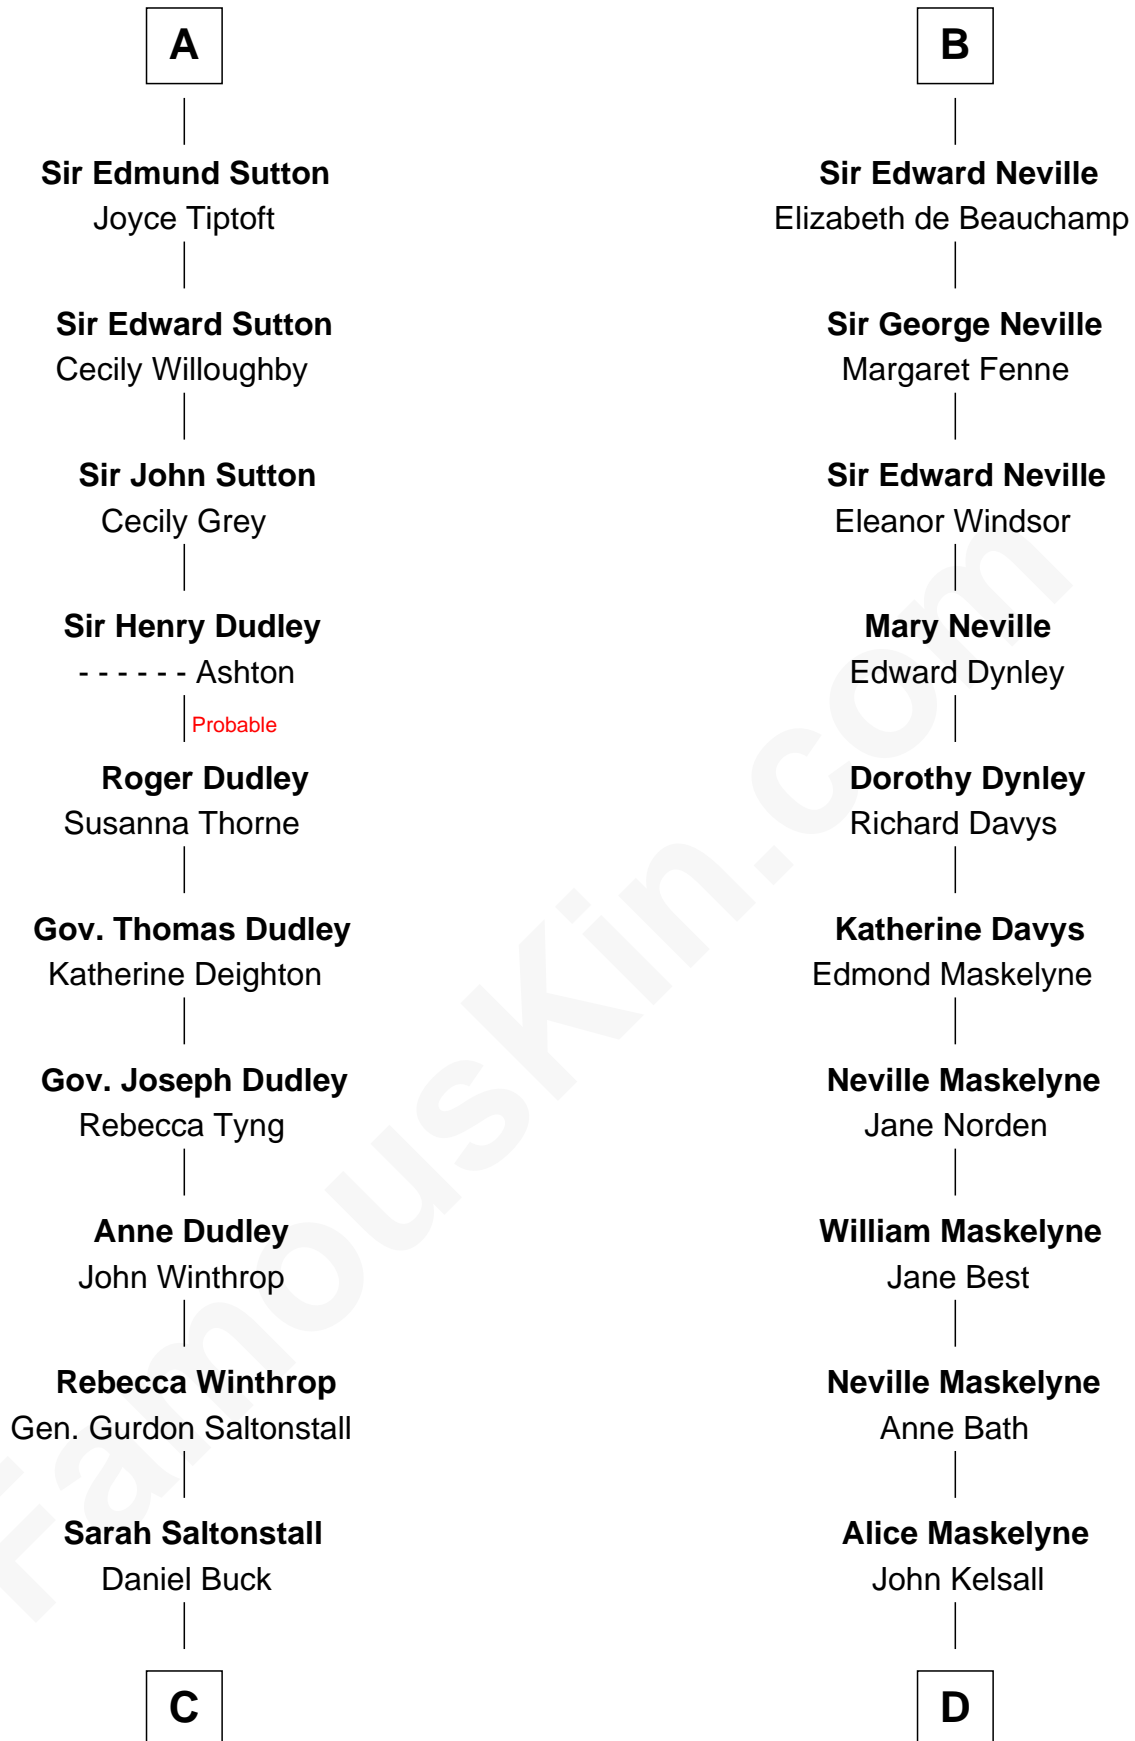 A
Sir Edmund Sutton
Joyce Tiptoft
Sir Edward Sutton
Cecily Willoughby
Sir John Sutton
Cecily Grey
Sir Henry Dudley
- - - - - - Ashton
Probable
Roger Dudley
Susanna Thorne
Gov. Thomas Dudley
Katherine Deighton
Gov. Joseph Dudley
Rebecca Tyng
Anne Dudley
John Winthrop
Rebecca Winthrop
Gen. Gurdon Saltonstall
Sarah Saltonstall
Daniel Buck
C
B
Sir Edward Neville
Elizabeth de Beauchamp
Sir George Neville
Margaret Fenne
Sir Edward Neville
Eleanor Windsor
Mary Neville
Edward Dynley
Dorothy Dynley
Richard Davys
Katherine Davys
Edmond Maskelyne
Neville Maskelyne
Jane Norden
William Maskelyne
Jane Best
Neville Maskelyne
Anne Bath
Alice Maskelyne
John Kelsall
D
FamousKin.com